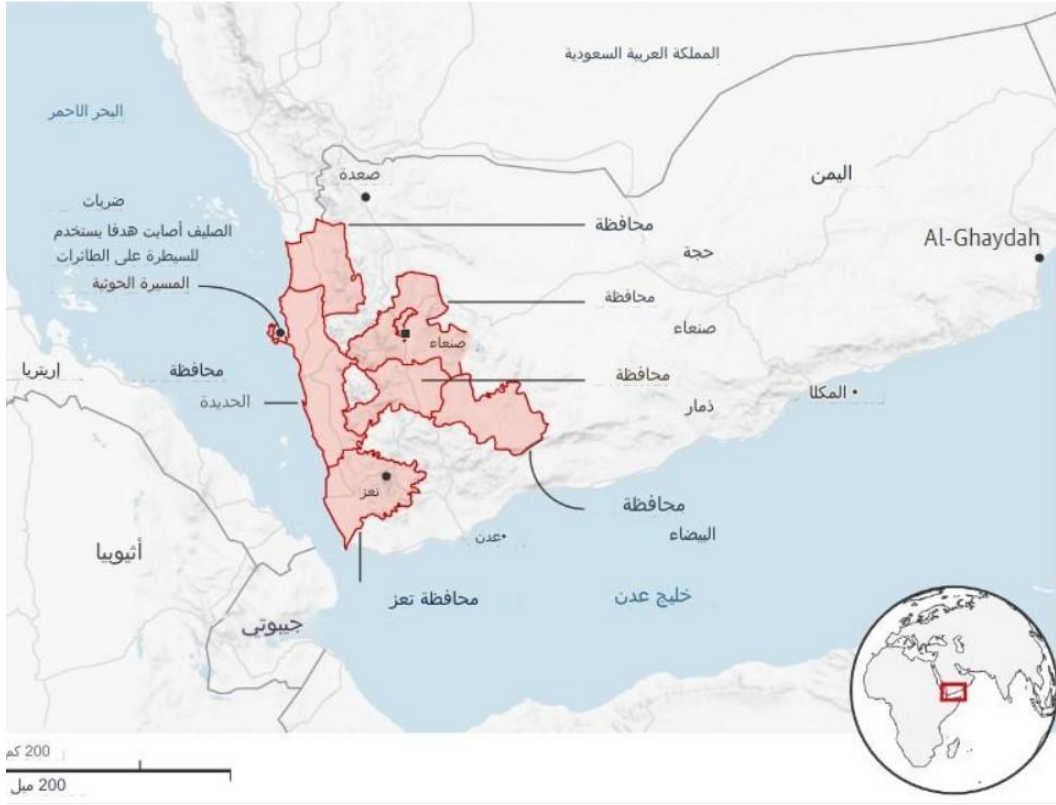 المملكة العربية السعودية
البحر الاحمر
صعدة
اليمن
ضربات
الصليف أصابت هدفا يستخدم
للسيطرة على الطائرات
المسيرة الحوثية
محافظة
حجة
Al-Ghaydah
محافظة
صنعاء
صنعاء
محافظة
ذمار
إريتريا
محافظة
الحديدة
المكلا
تعز
محافظة
البيضاء
عدن
أثيوبيا
محافظة تعز
خليج عدن
جيبوتي
200 كم
200 ميل